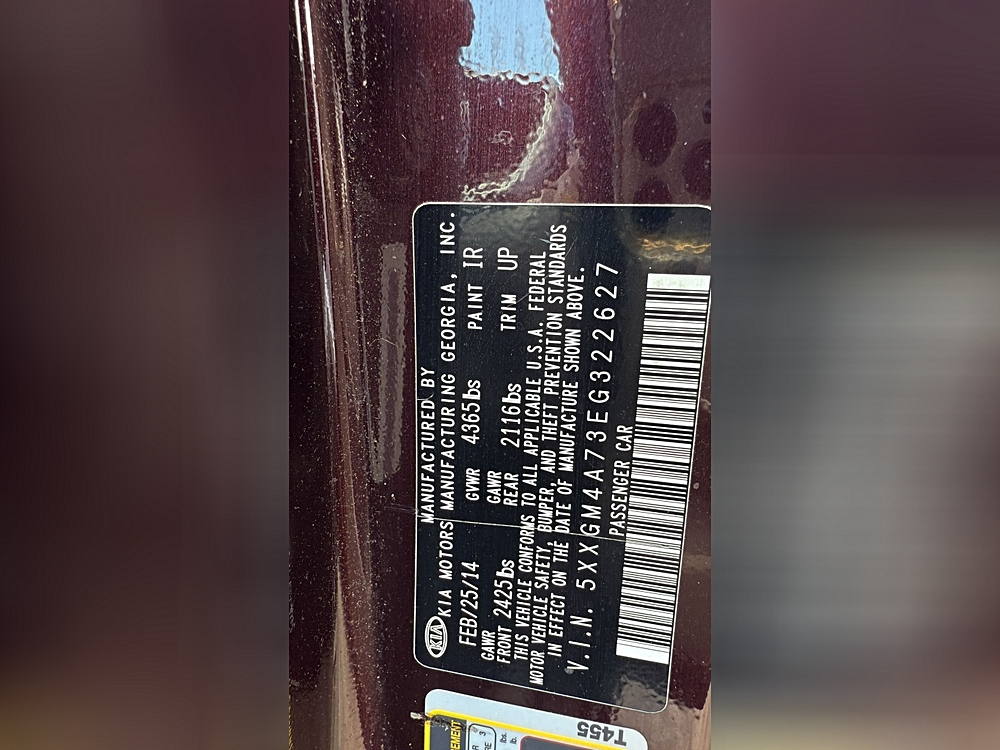 MANUFACTURED BY
KIA KIA MOTORS MANUFACTURING GEORGIA, INC.
FEB/25/14 GVWR 4365lbs PAINT IR
GAWR FRONT 2425lbs GAWR REAR 2116lbs TRIM UP
THIS VEHICLE CONFORMS TO ALL APPLICABLE U.S.A. FEDERAL
MOTOR VEHICLE SAFETY, BUMPER, AND THEFT PREVENTION STANDARDS
IN EFFECT ON THE DATE OF MANUFACTURE SHOWN ABOVE.
V.I.N. 5XXGM4A73EG322627
PASSENGER CAR
T455